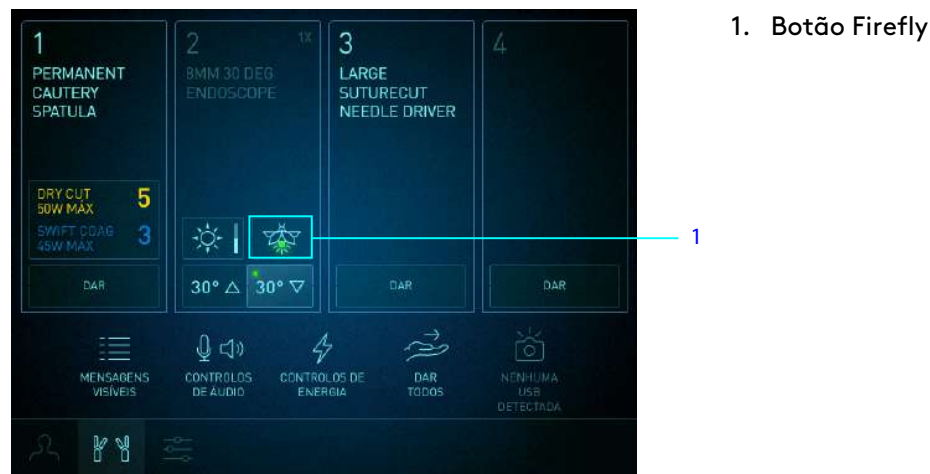 1
PERMANENT
CAUTERY
SPATULA
DRY CUT
50W MÁX
5
SWIFT COAG
45W MÁX
3
DAR
2
1X
8MM 30 DEG
ENDOSCOPE
30°
30°
3
LARGE
SUTURECUT
NEEDLE DRIVER
DAR
4
DAR
MENSAGENS
VISÍVEIS
CONTROLOS
DE ÁUDIO
CONTROLOS DE
ENERGIA
DAR
TODOS
NENHUMA
USB
DETECTADA
1
1. Botão Firefly